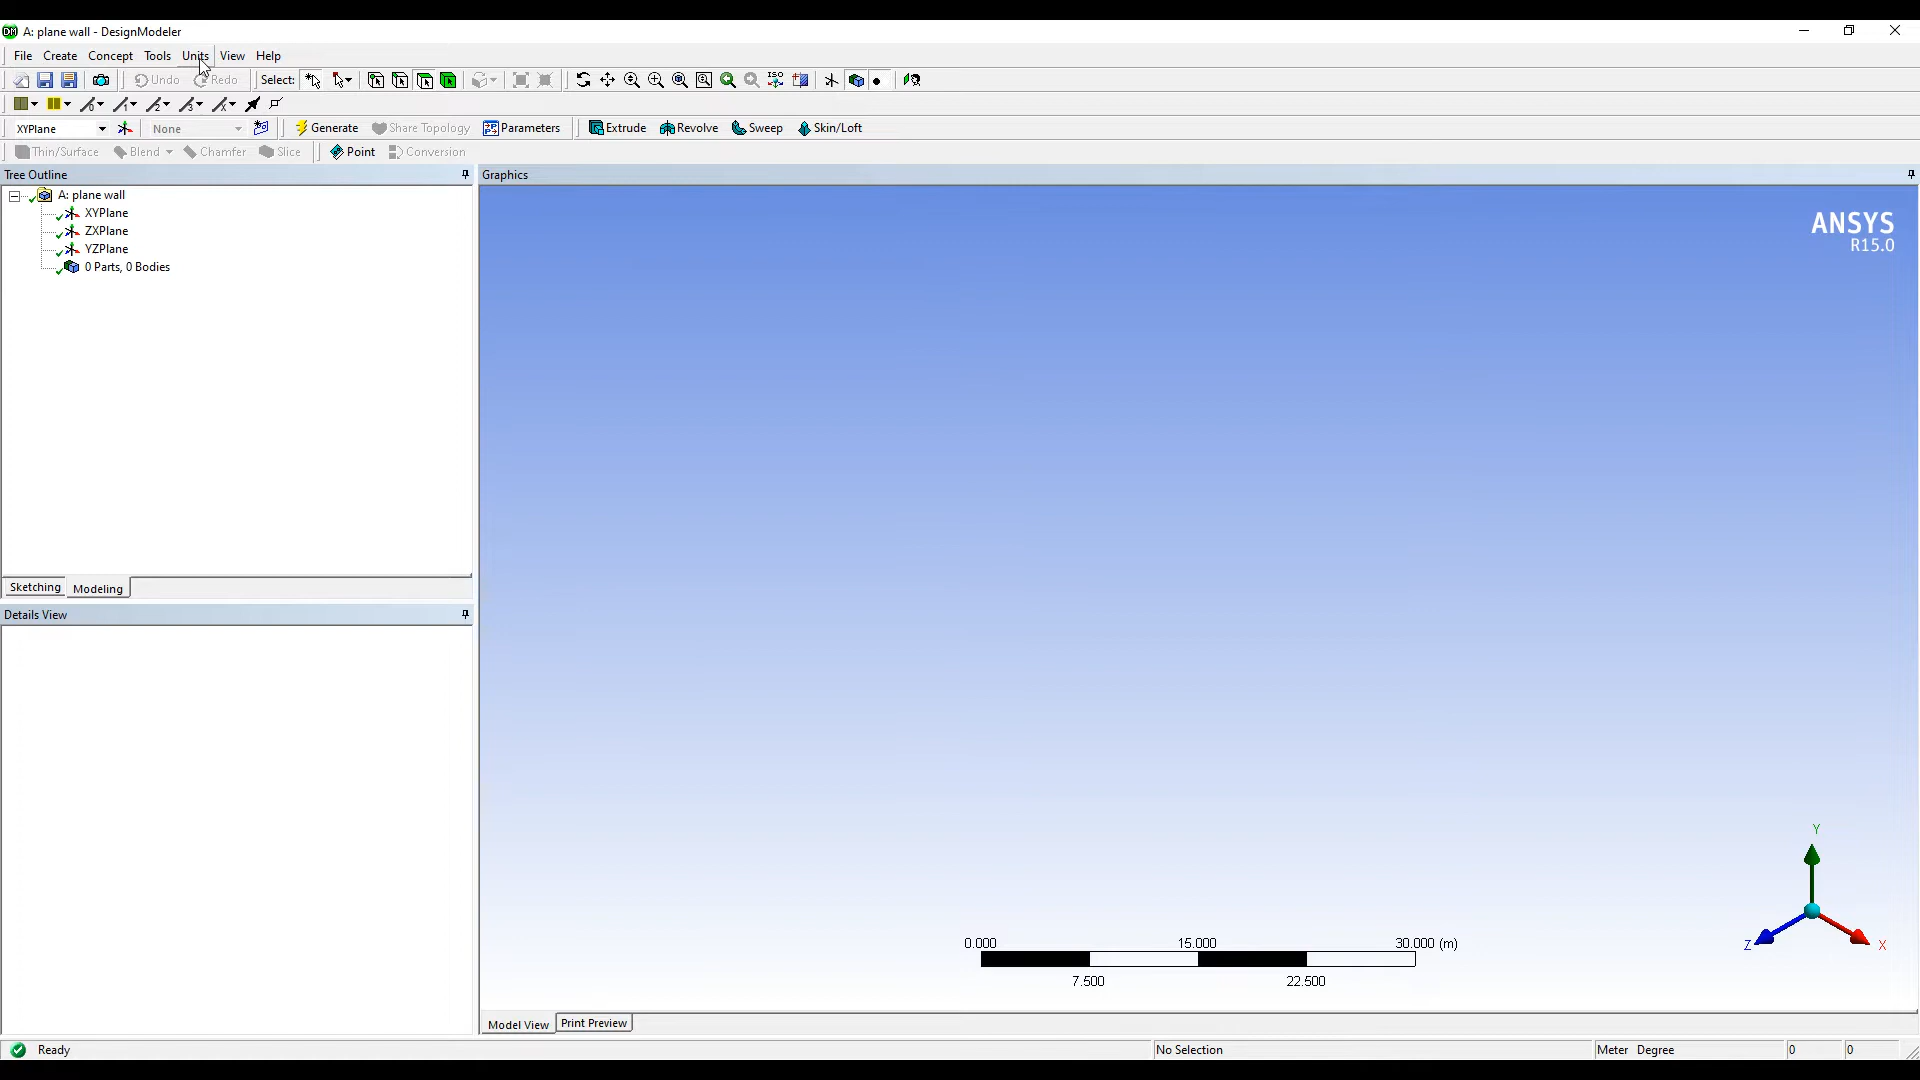 A: plane wall - DesignModeler
File Create Concept Tools Units View Help
Undo Redo Select: ISO
XYPlane None Generate Share Topology Parameters Extrude Revolve Sweep Skin/Loft
Thin/Surface Blend Chamfer Slice Point Conversion
Tree Outline
A: plane wall
XYPlane
ZXPlane
YZPlane
0 Parts, 0 Bodies
Sketching Modeling
Details View
Graphics
ANSYS
R15.0
Y
Z X
0.000 15.000 30.000 (m)
7.500 22.500
Model View Print Preview
Ready No Selection Meter Degree 0 0